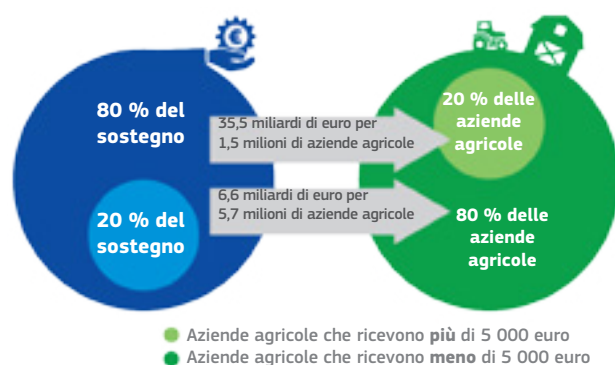 80 % del
sostegno
35,5 miliardi di euro per
1,5 milioni di aziende agricole
20 % delle
aziende
agricole
20 % del
sostegno
6,6 miliardi di euro per
5,7 milioni di aziende agricole
80 % delle
aziende
agricole
Aziende agricole che ricevono più di 5 000 euro
Aziende agricole che ricevono meno di 5 000 euro